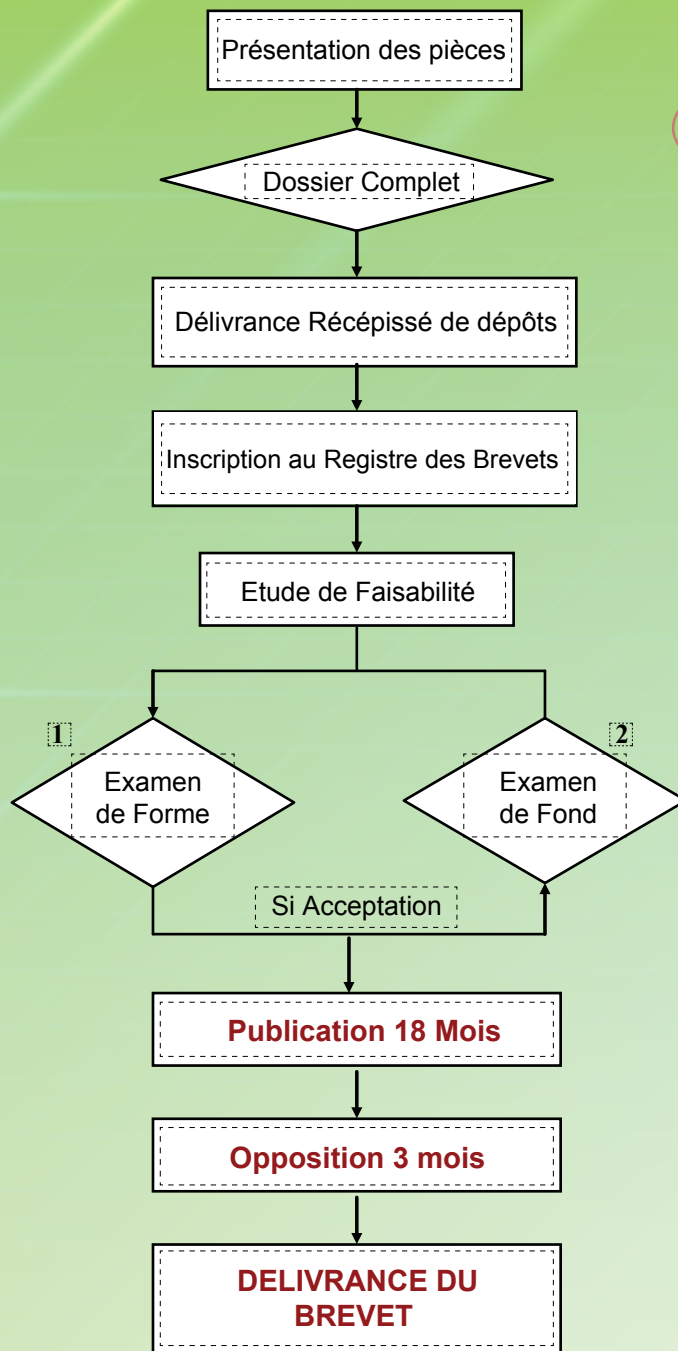 Présentation des pièces
Dossier Complet
Délivrance Récépissé de dépôts
Inscription au Registre des Brevets
Etude de Faisabilité
1
Examen
de Forme
2
Examen
de Fond
Si Acceptation
Publication 18 Mois
Opposition 3 mois
DELIVRANCE DU
BREVET